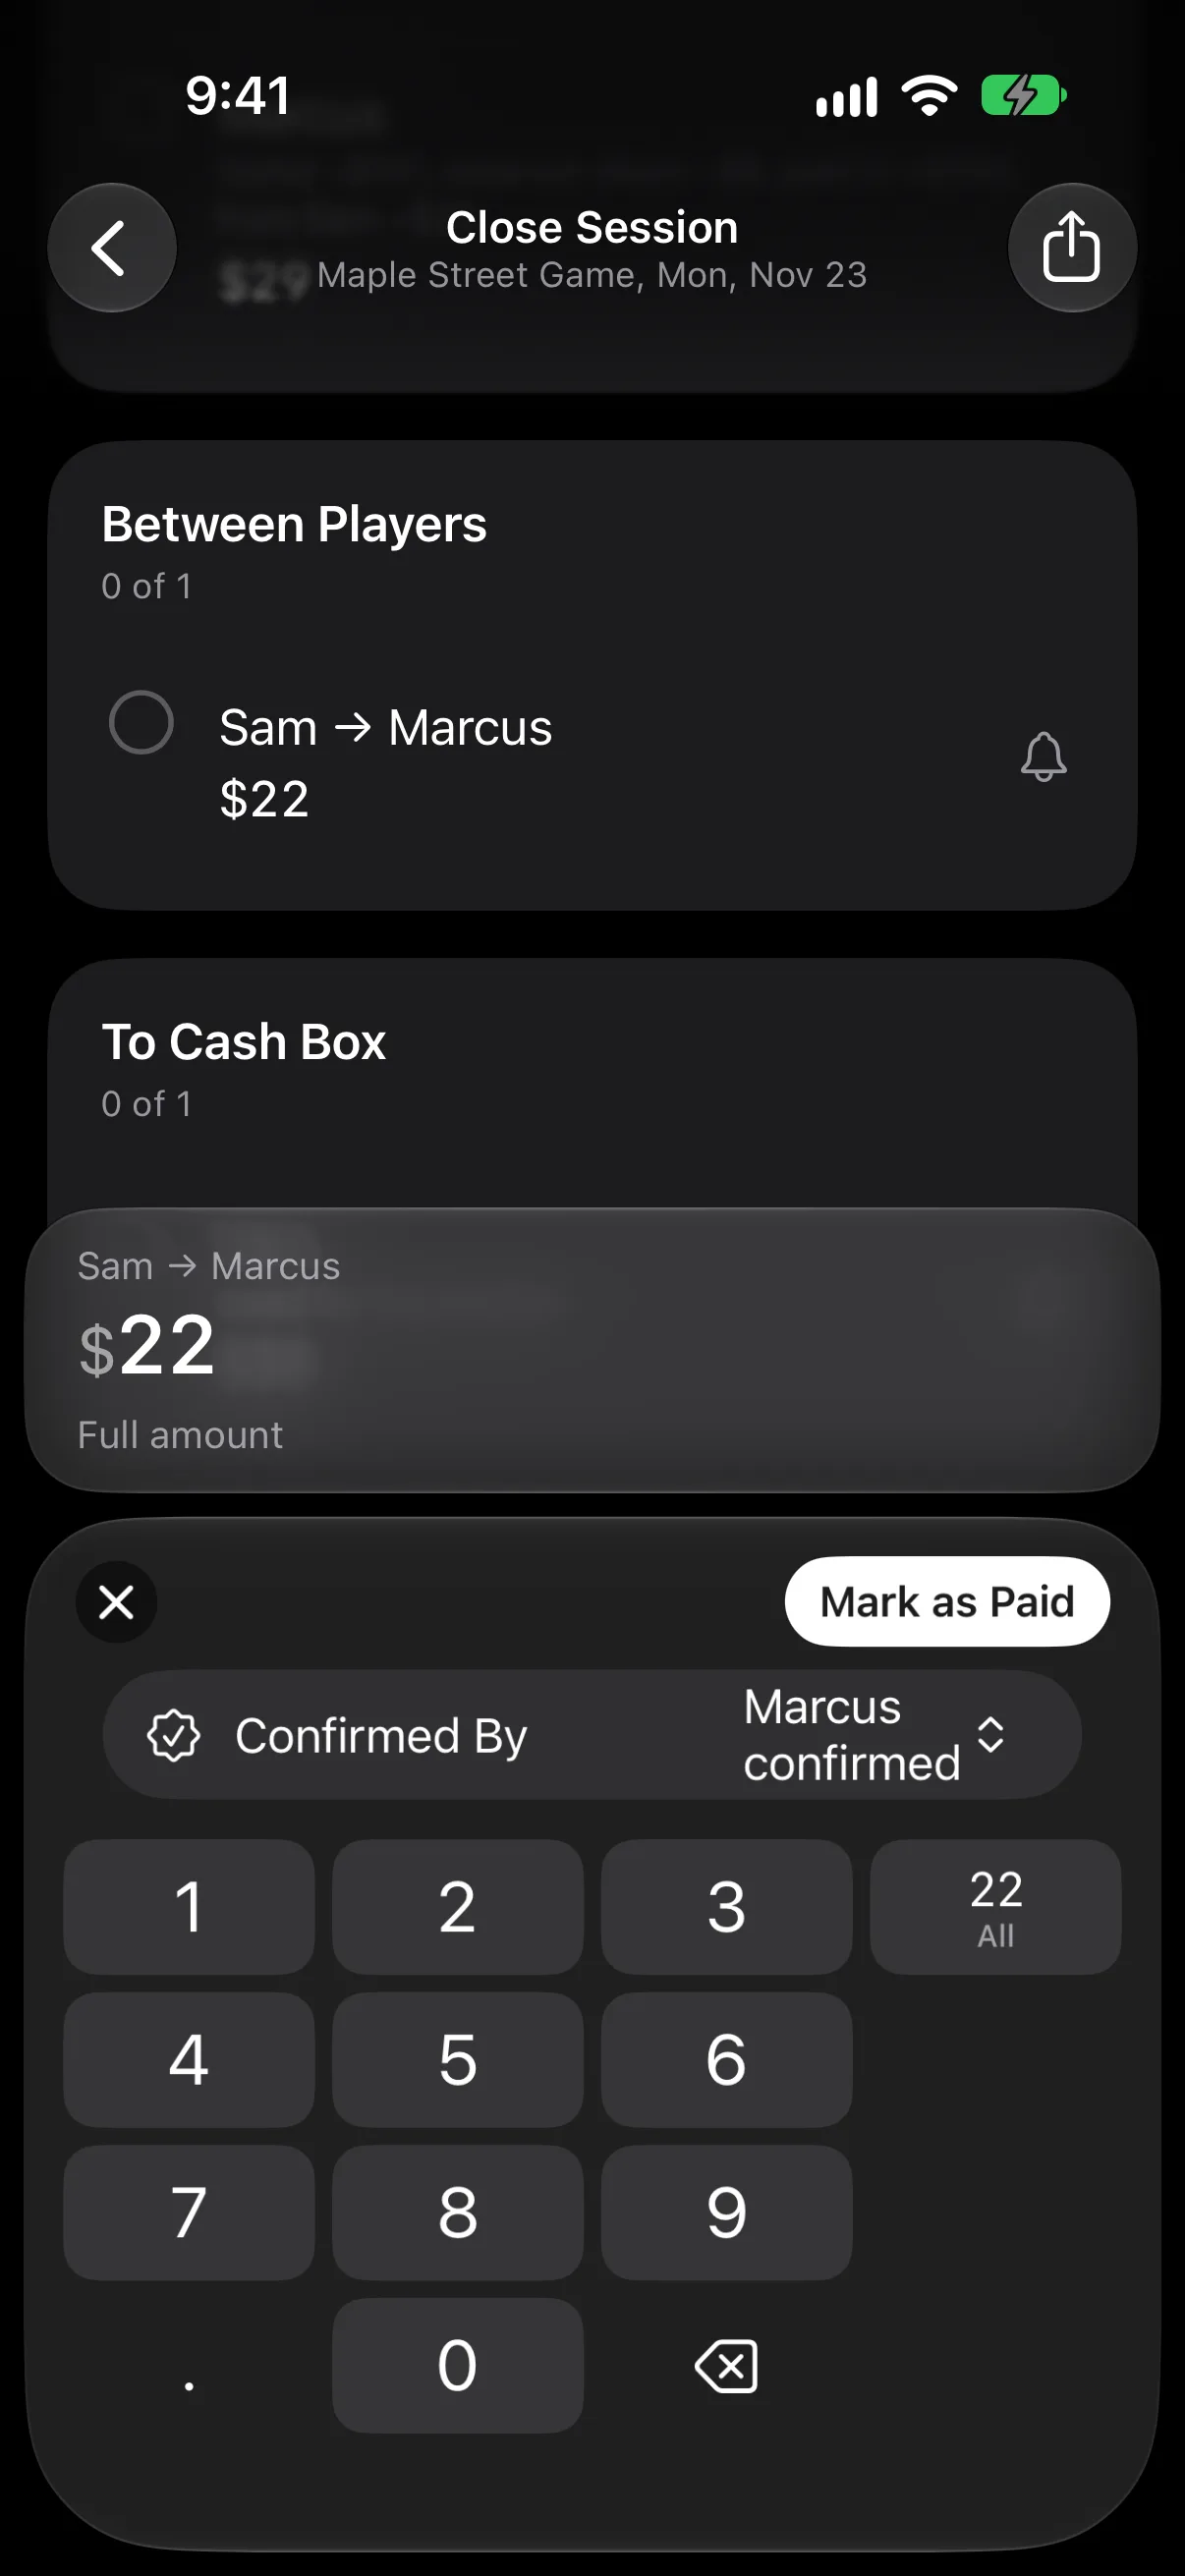 9:41
Close Session
Maple Street Game, Mon, Nov 23
$29
Between Players
0 of 1
Sam → Marcus
$22
To Cash Box
0 of 1
Sam → Marcus
$22
Full amount
Mark as Paid
Confirmed By
Marcus
confirmed
1 2 3 22
All
4 5 6
7 8 9
. 0